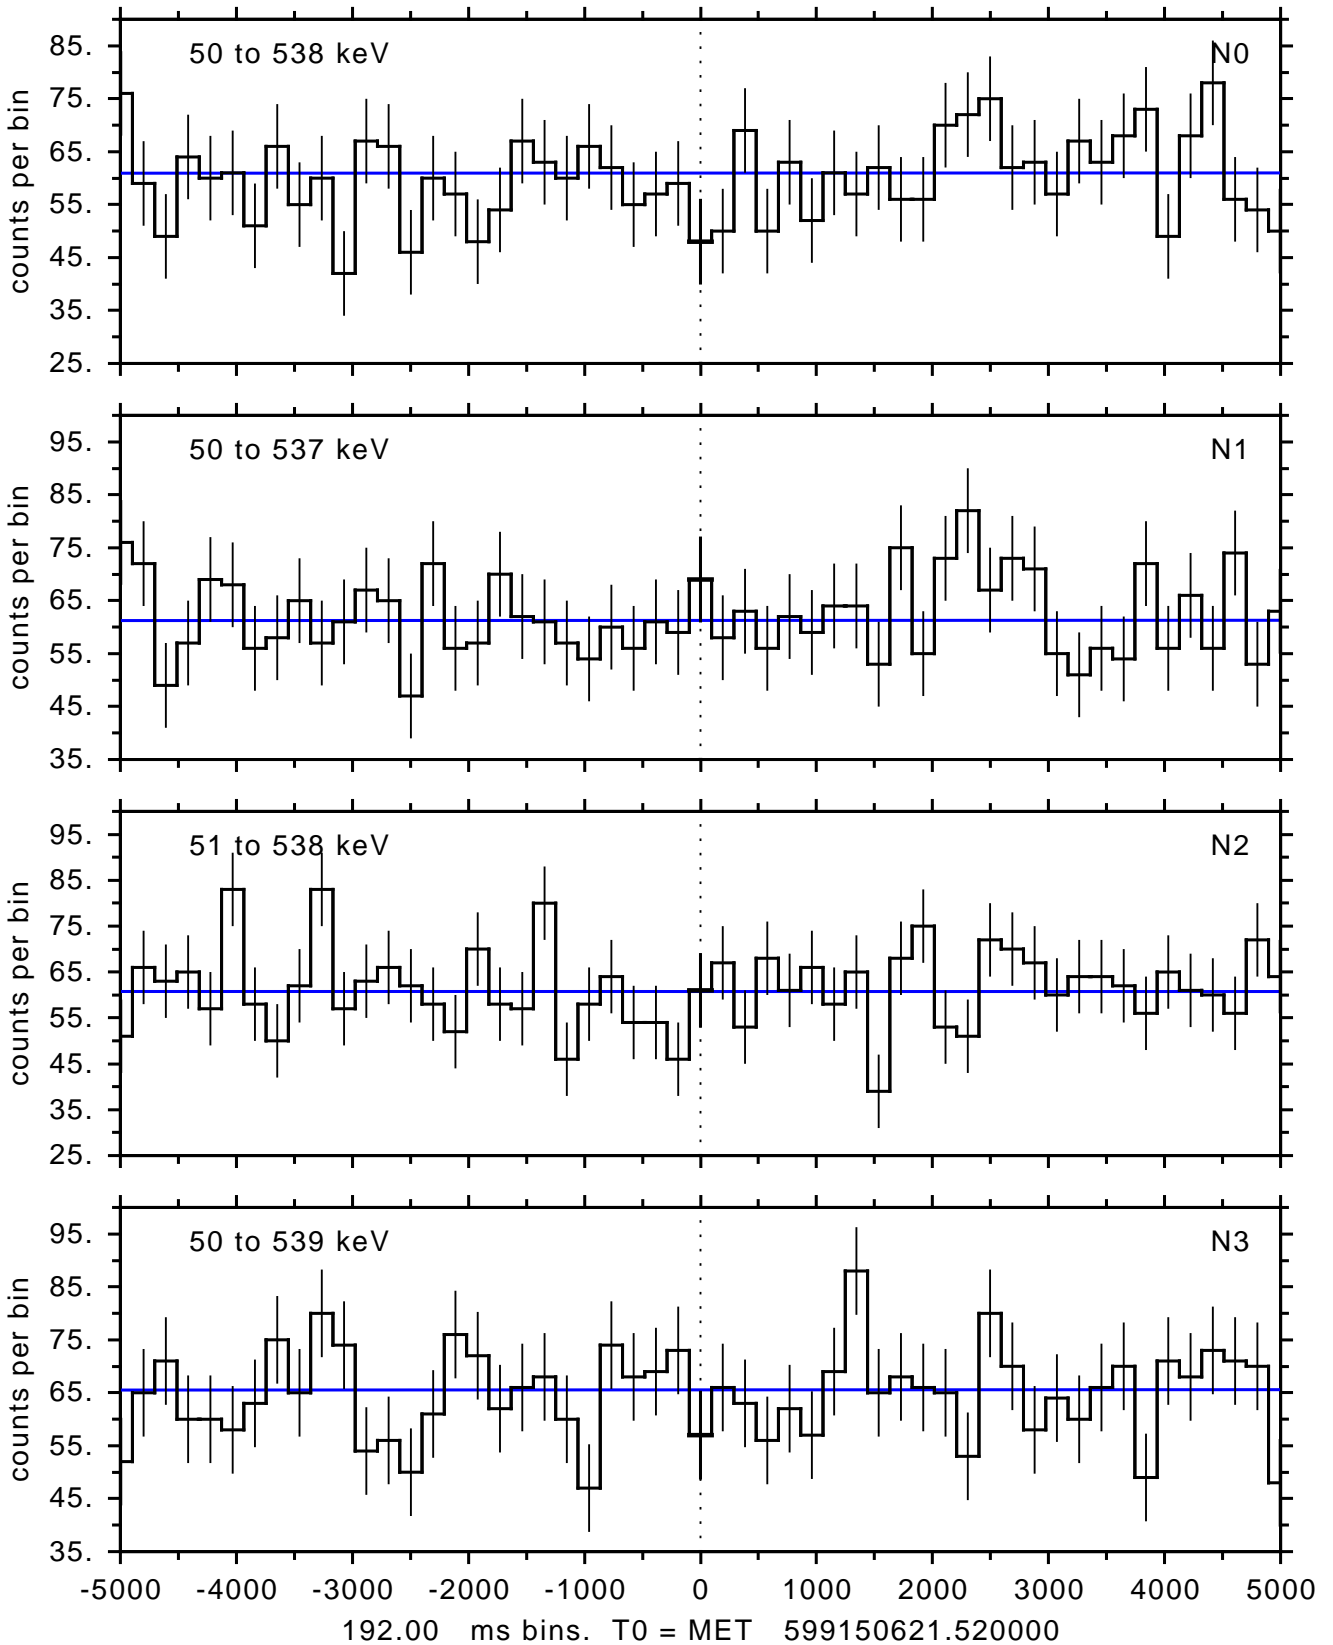 50 to 538 keV N0
85.
75.
65.
55.
45.
35.
25.
counts per bin
50 to 537 keV N1
95.
85.
75.
65.
55.
45.
35.
counts per bin
51 to 538 keV N2
95.
85.
75.
65.
55.
45.
35.
25.
counts per bin
50 to 539 keV N3
95.
85.
75.
65.
55.
45.
35.
counts per bin
-5000 -4000 -3000 -2000 -1000 0 1000 2000 3000 4000 5000
192.00 ms bins. T0 = MET 599150621.520000